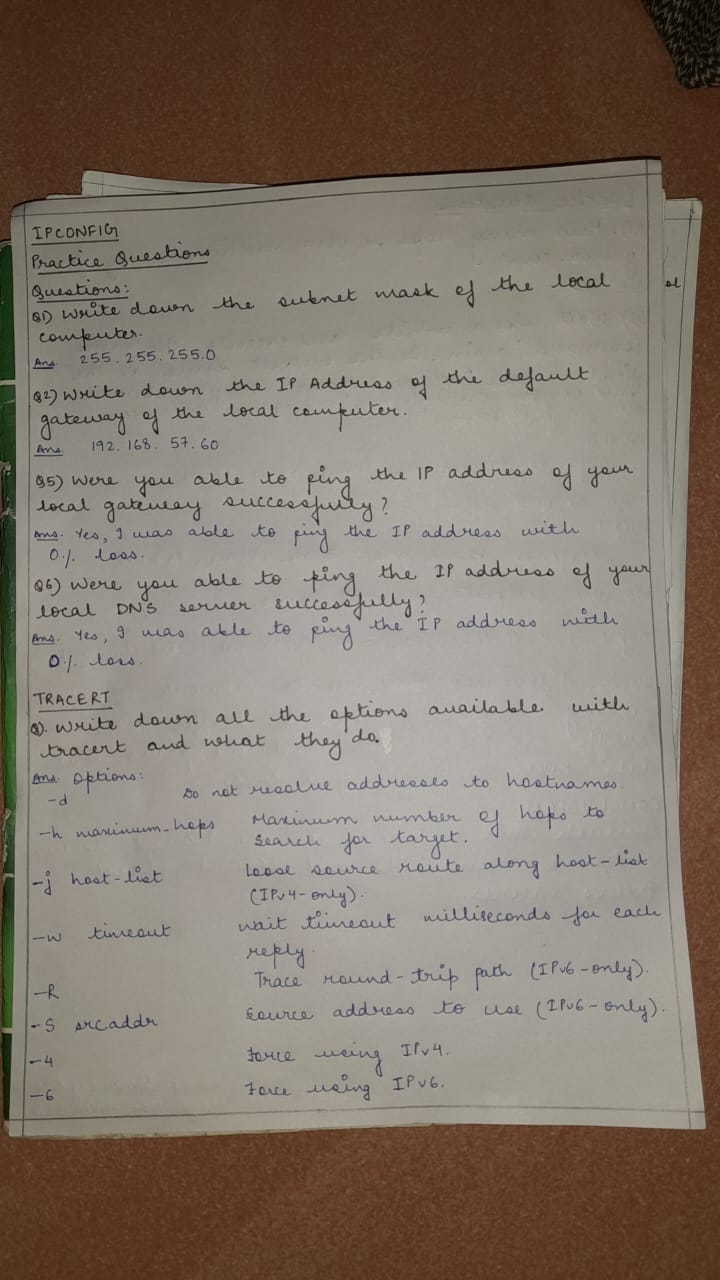 IPCONFIG
Practice Questions
Questions:
Q1) Write down the subnet mask of the local
computer.
Ans. 255.255.255.0
Q2) Write down the IP Address of the default
gateway of the local computer.
Ans. 192.168.57.60
Q5) Were you able to ping the IP address of your
local gateway successfully?
Ans. Yes, I was able to ping the IP address with
0% loss.
Q6) Were you able to ping the IP address of your
local DNS server successfully?
Ans. Yes, I was able to ping the IP address with
0% loss.
TRACERT
Q). Write down all the options available with
tracert and what they do.
Ans. Options:
-d Do not resolve addresses to hostnames.
-h maximum-hops Maximum number of hops to
search for target.
-j host-list Loose source route along host-list
(IPv4-only).
-w timeout wait timeout milliseconds for each
reply.
-R Trace round-trip path (IPv6-only).
-S srcaddr Source address to use (IPv6-only).
-4 Force using IPv4.
-6 Force using IPv6.